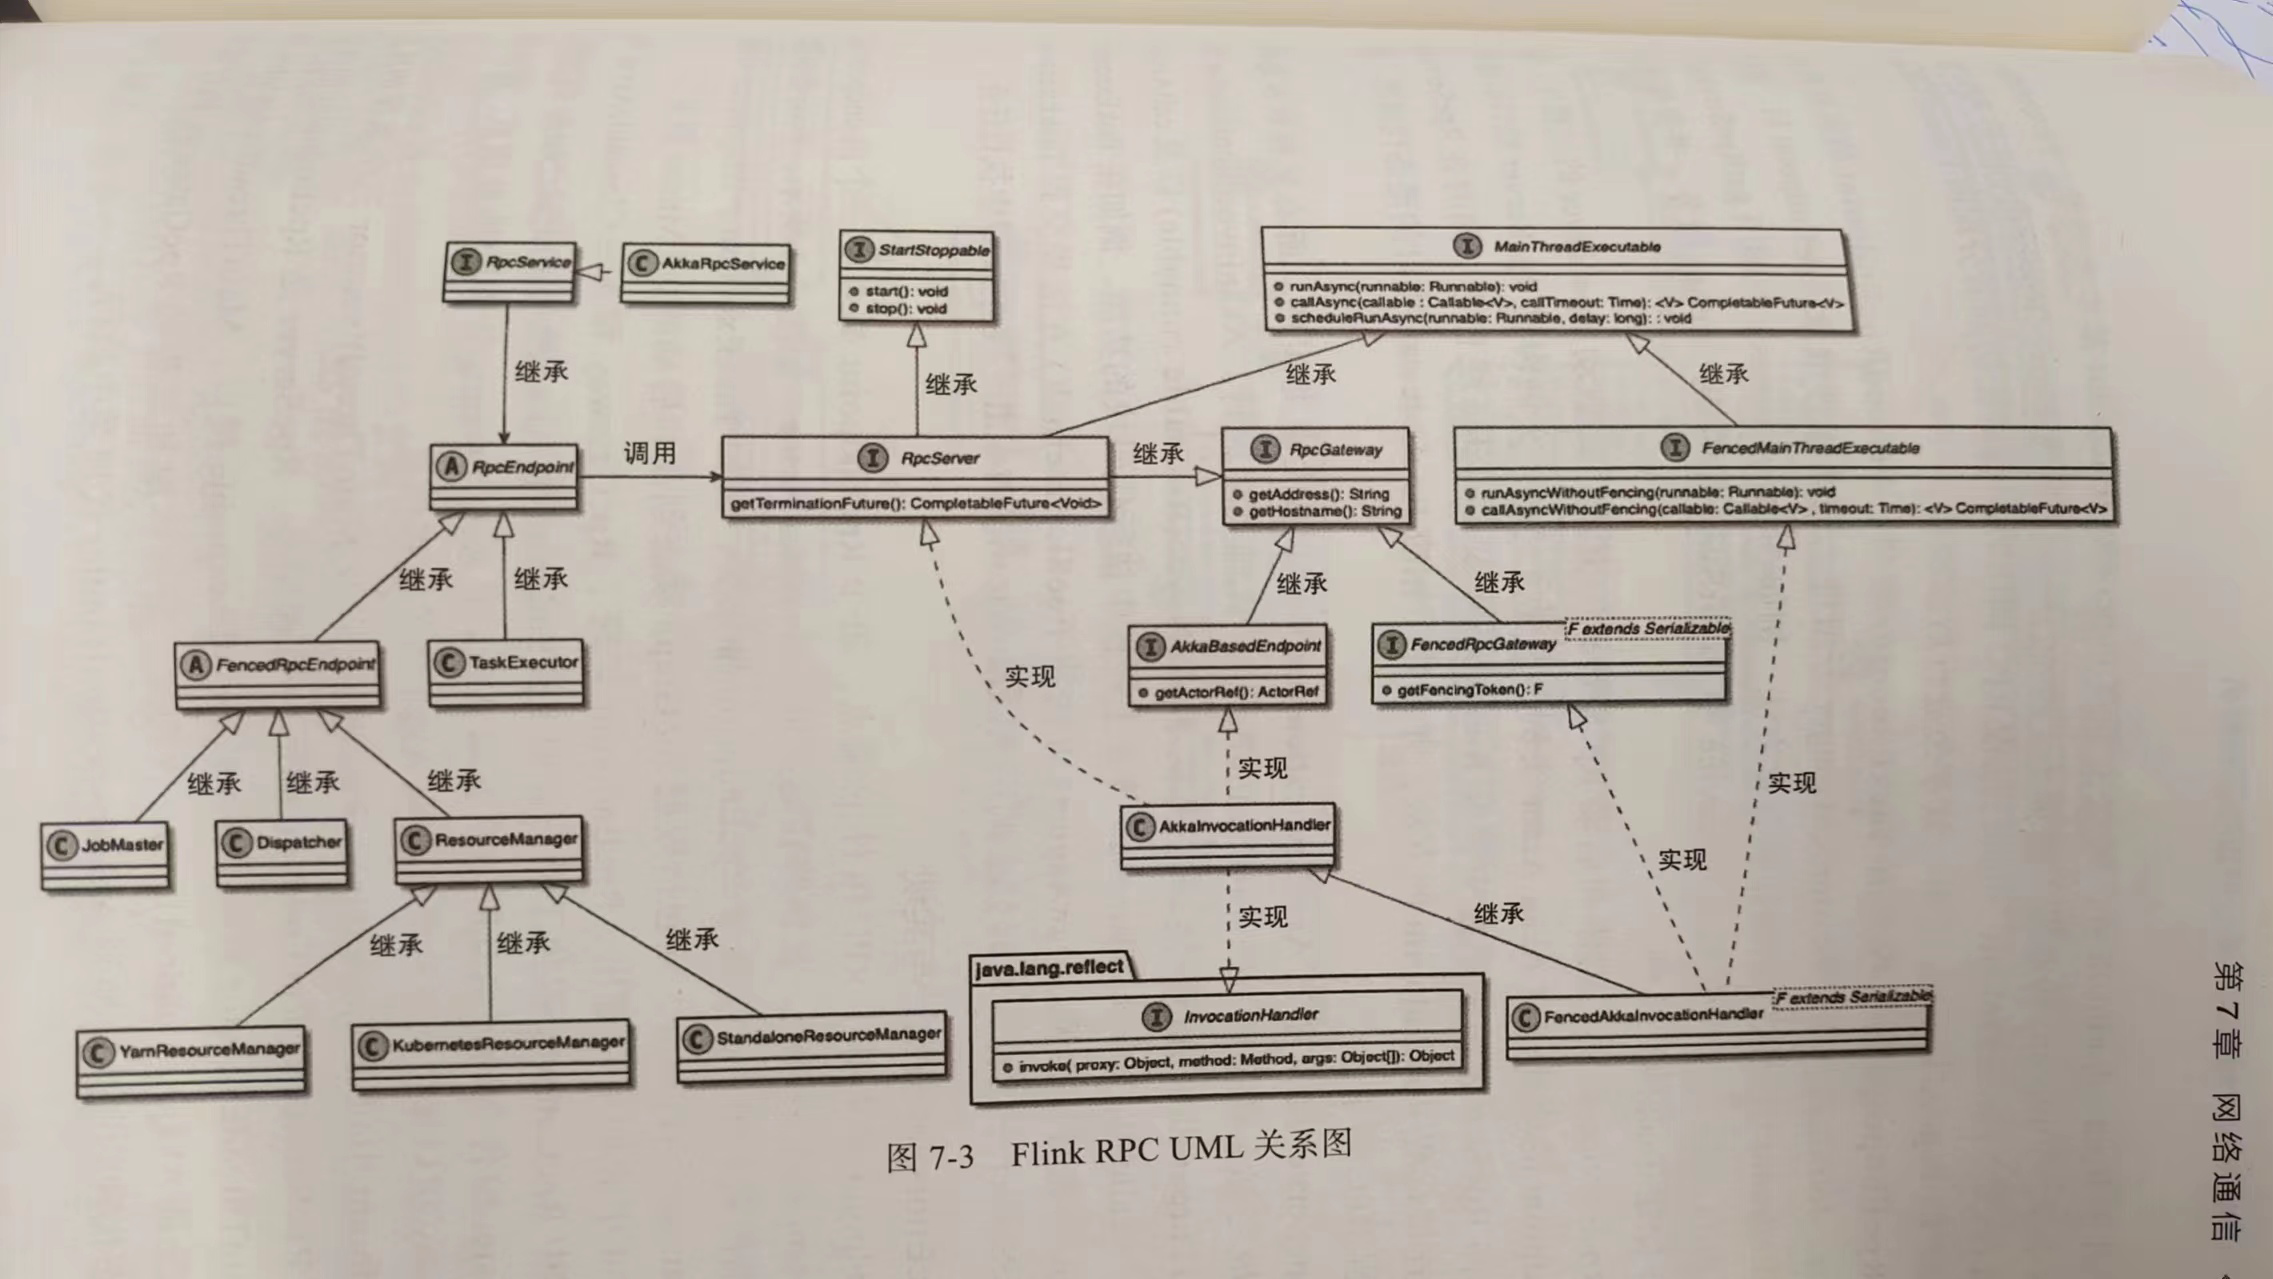 I RpcService
C AkkaRpcService
I StartStoppable
start(): void
stop(): void
I MainThreadExecutable
runAsync(runnable: Runnable): void
callAsync(callable : Callable<V>, callTimeout: Time): <V> CompletableFuture<V>
scheduleRunAsync(runnable: Runnable, delay: long): : void
继承
继承
继承
继承
A RpcEndpoint
调用
I RpcServer
getTerminationFuture(): CompletableFuture<Void>
继承
I RpcGateway
getAddress(): String
getHostname(): String
I FencedMainThreadExecutable
runAsyncWithoutFencing(runnable: Runnable): void
callAsyncWithoutFencing(callable: Callable<V> , timeout: Time): <V> CompletableFuture<V>
继承
继承
继承
继承
A FencedRpcEndpoint
C TaskExecutor
实现
I AkkaBasedEndpoint
getActorRef(): ActorRef
F extends Serializable
I FencedRpcGateway
getFencingToken(): F
继承
继承
继承
实现
实现
C JobMaster
C Dispatcher
C ResourceManager
C AkkaInvocationHandler
实现
继承
继承
继承
实现
继承
C YarnResourceManager
C KubernetesResourceManager
C StandaloneResourceManager
java.lang.reflect
I InvocationHandler
invoke( proxy: Object, method: Method, args: Object[]): Object
F extends Serializable
C FencedAkkaInvocationHandler
图 7-3 Flink RPC UML 关系图
第7章 网络通信